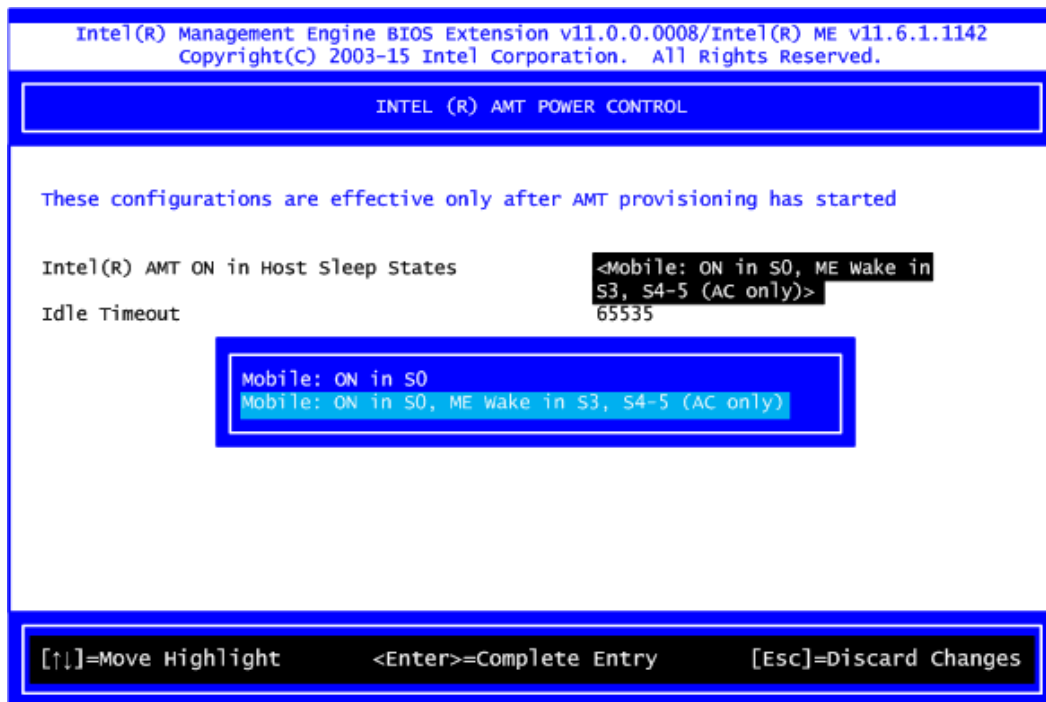 Intel(R) Management Engine BIOS Extension v11.0.0.0008/Intel(R) ME v11.6.1.1142
Copyright(C) 2003-15 Intel Corporation. All Rights Reserved.
INTEL (R) AMT POWER CONTROL
These configurations are effective only after AMT provisioning has started
Intel(R) AMT ON in Host Sleep States
<Mobile: ON in S0, ME Wake in
S3, S4-5 (AC only)>
Idle Timeout
65535
Mobile: ON in S0
Mobile: ON in S0, ME Wake in S3, S4-5 (AC only)
[↑↓]=Move Highlight <Enter>=Complete Entry [Esc]=Discard Changes